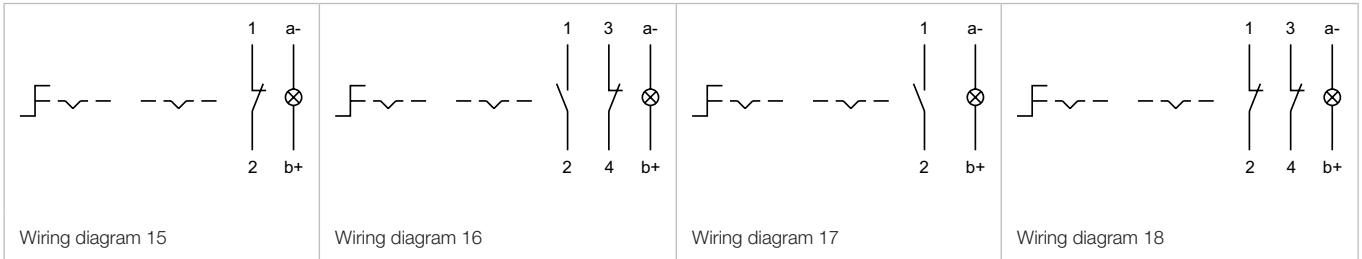 1 a-
2 b+
Wiring diagram 15
1 3 a-
2 4 b+
Wiring diagram 16
1 a-
2 b+
Wiring diagram 17
1 3 a-
2 4 b+
Wiring diagram 18